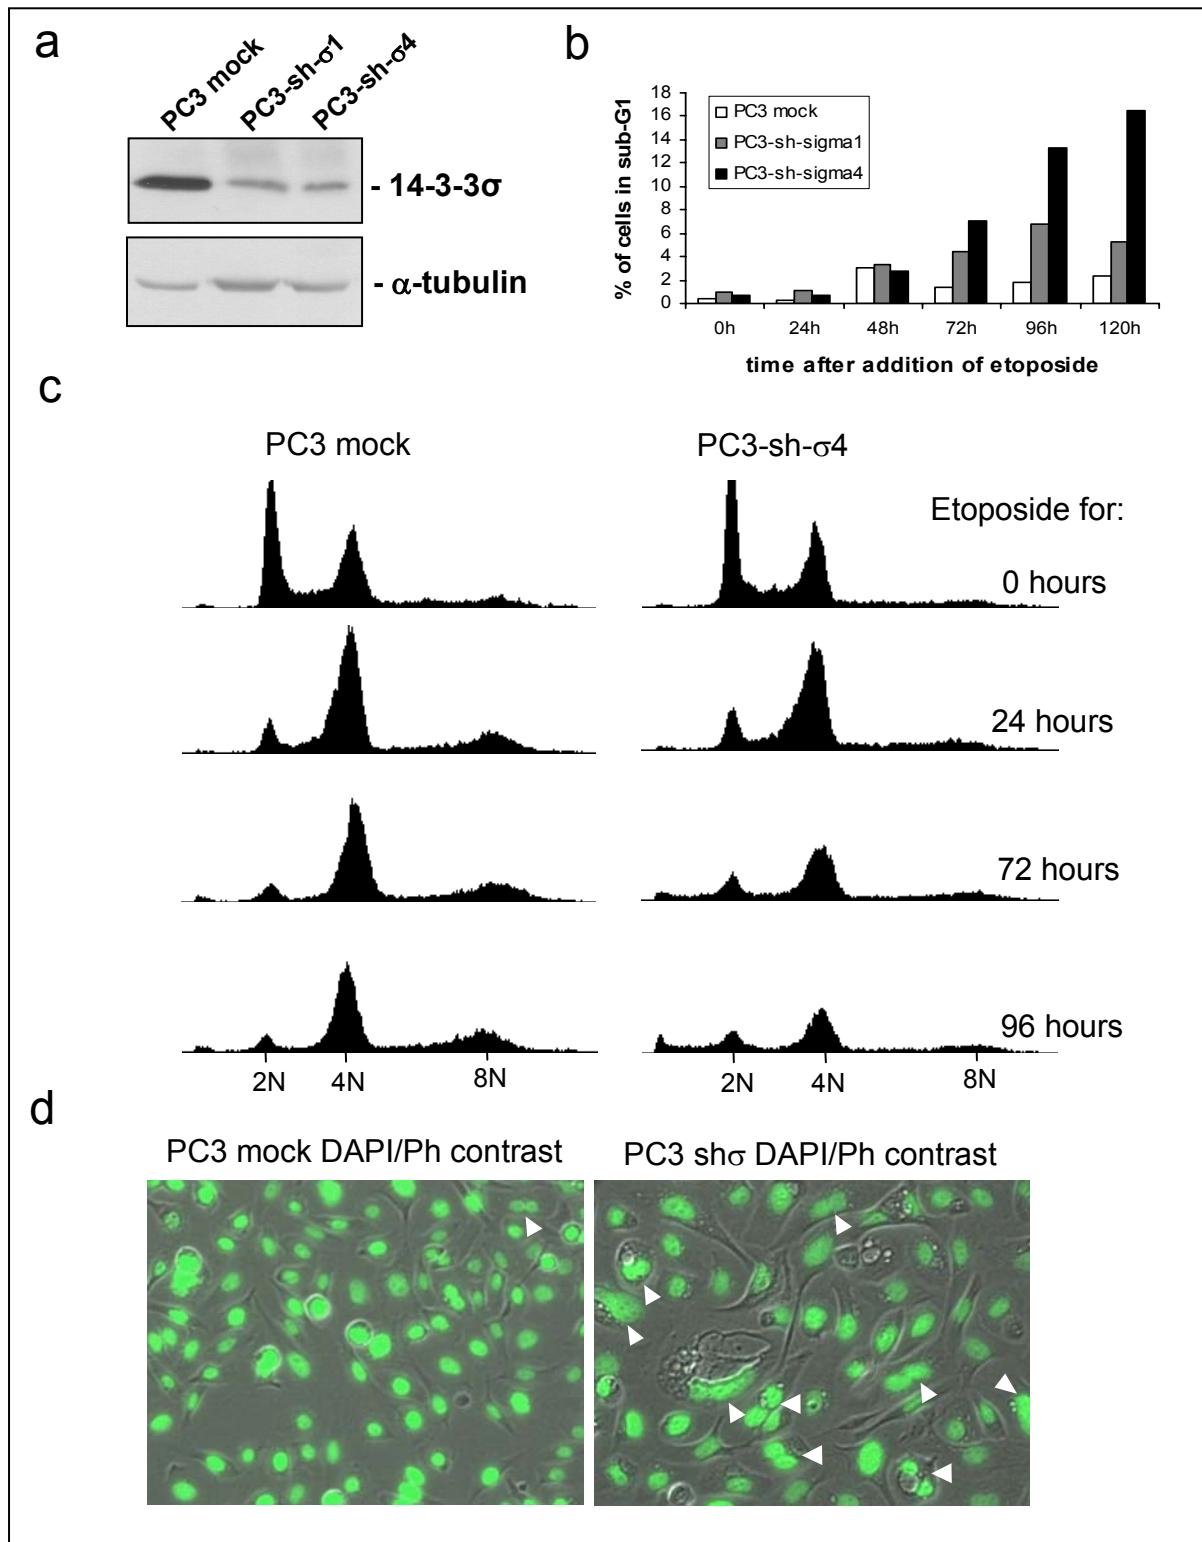 a
PC3 mock
PC3-sh-σ1
PC3-sh-σ4
- 14-3-3σ
- α-tubulin
b
% of cells in sub-G1
18
16
14
12
10
8
6
4
2
0
PC3 mock
PC3-sh-sigma1
PC3-sh-sigma4
0h 24h 48h 72h 96h 120h
time after addition of etoposide
c
PC3 mock
PC3-sh-σ4
Etoposide for:
0 hours
24 hours
72 hours
96 hours
2N 4N 8N
2N 4N 8N
d
PC3 mock DAPI/Ph contrast
PC3 shσ DAPI/Ph contrast